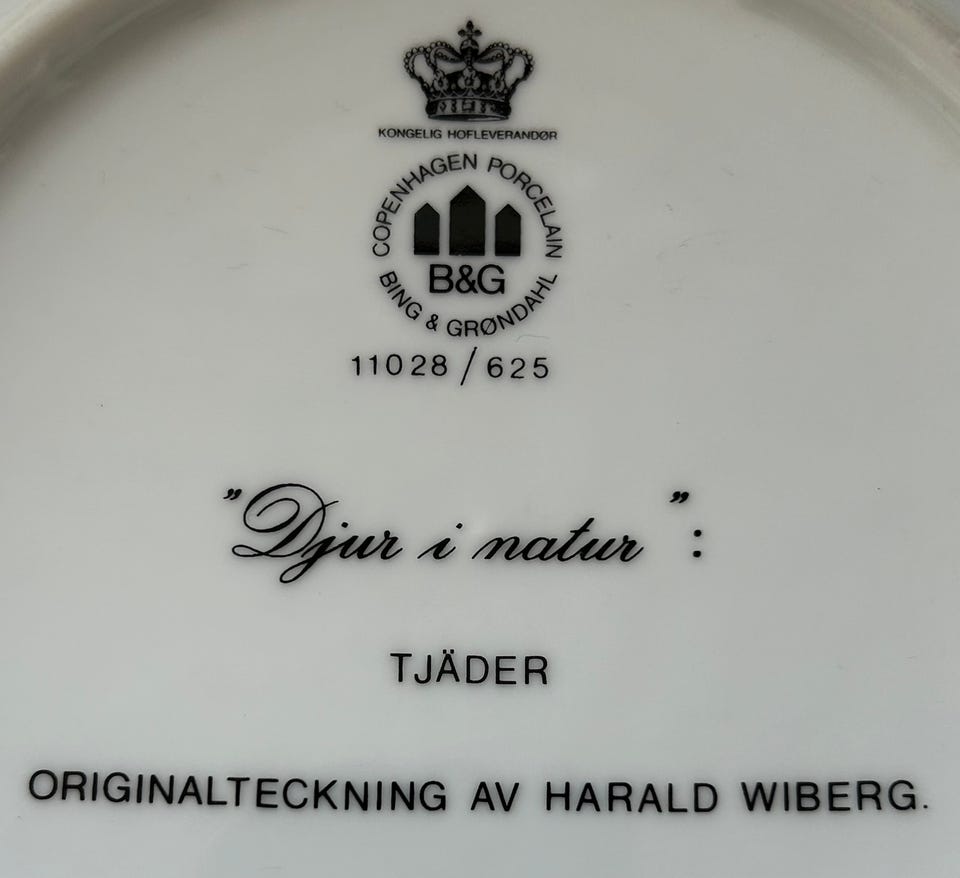 KONGELIG HOFLEVERANDØR
COPENHAGEN PORCELAIN
B&G
BING & GRØNDAHL
11028/625
"Djur i natur":
TJÄDER
ORIGINALTECKNING AV HARALD WIBERG.